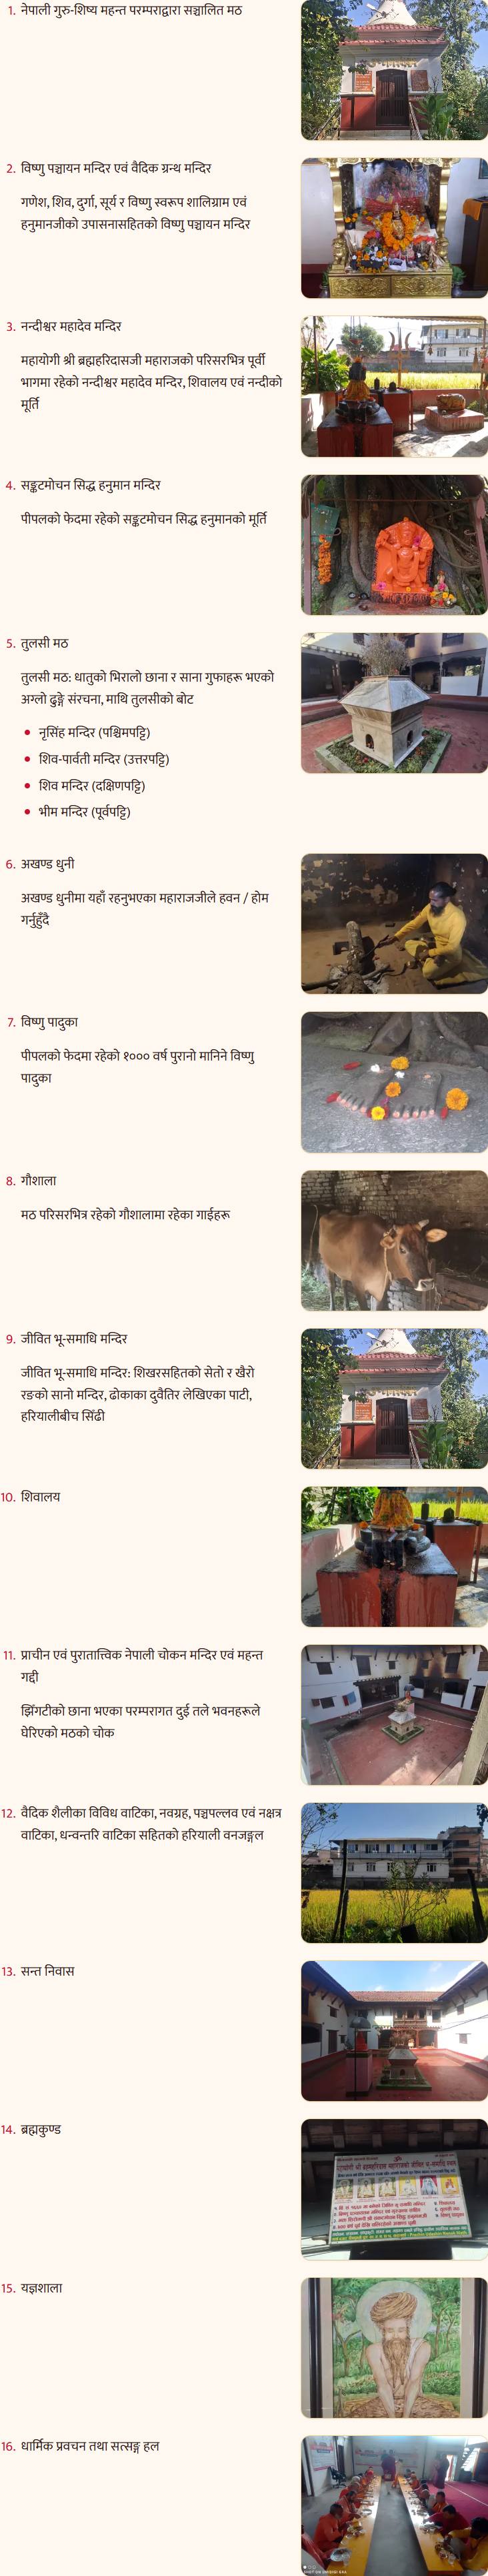 1. नेपाली गुरु-शिष्य महन्त परम्पराद्वारा सञ्चालित मठ
2. विष्णु पञ्चायन मन्दिर एवं वैदिक ग्रन्थ मन्दिर
गणेश, शिव, दुर्गा, सूर्य र विष्णु स्वरूप शालिग्राम एवं
हनुमानजीको उपासनासहितको विष्णु पञ्चायन मन्दिर
3. नन्दीश्वर महादेव मन्दिर
महायोगी श्री ब्रह्महरिदासजी महाराजको परिसरभित्र पूर्वी
भागमा रहेको नन्दीश्वर महादेव मन्दिर, शिवालय एवं नन्दीको
मूर्ति
4. सङ्कटमोचन सिद्ध हनुमान मन्दिर
पीपलको फेदमा रहेको सङ्कटमोचन सिद्ध हनुमानको मूर्ति
5. तुलसी मठ
तुलसी मठ: धातुको भिरालो छाना र साना गुफाहरू भएको
अग्लो ढुङ्गे संरचना, माथि तुलसीको बोट
• नृसिंह मन्दिर (पश्चिमपट्टि)
• शिव-पार्वती मन्दिर (उत्तरपट्टि)
• शिव मन्दिर (दक्षिणपट्टि)
• भीम मन्दिर (पूर्वपट्टि)
6. अखण्ड धुनी
अखण्ड धुनीमा यहाँ रहनुभएका महाराजजीले हवन / होम
गर्नुहुँदै
7. विष्णु पादुका
पीपलको फेदमा रहेको १००० वर्ष पुरानो मानिने विष्णु
पादुका
8. गौशाला
मठ परिसरभित्र रहेको गौशालामा रहेका गाईहरू
9. जीवित भू-समाधि मन्दिर
जीवित भू-समाधि मन्दिर: शिखरसहितको सेतो र खैरो
रङको सानो मन्दिर, ढोकाका दुवैतिर लेखिएका पाटी,
हरियालीबीच सिँढी
10. शिवालय
11. प्राचीन एवं पुरातात्त्विक नेपाली चोकन मन्दिर एवं महन्त
गद्दी
झिँगटीको छाना भएका परम्परागत दुई तले भवनहरूले
घेरिएको मठको चोक
12. वैदिक शैलीका विविध वाटिका, नवग्रह, पञ्चपल्लव एवं नक्षत्र
वाटिका, धन्वन्तरि वाटिका सहितको हरियाली वनजङ्गल
13. सन्त निवास
14. ब्रह्मकुण्ड
15. यज्ञशाला
16. धार्मिक प्रवचन तथा सत्सङ्ग हल